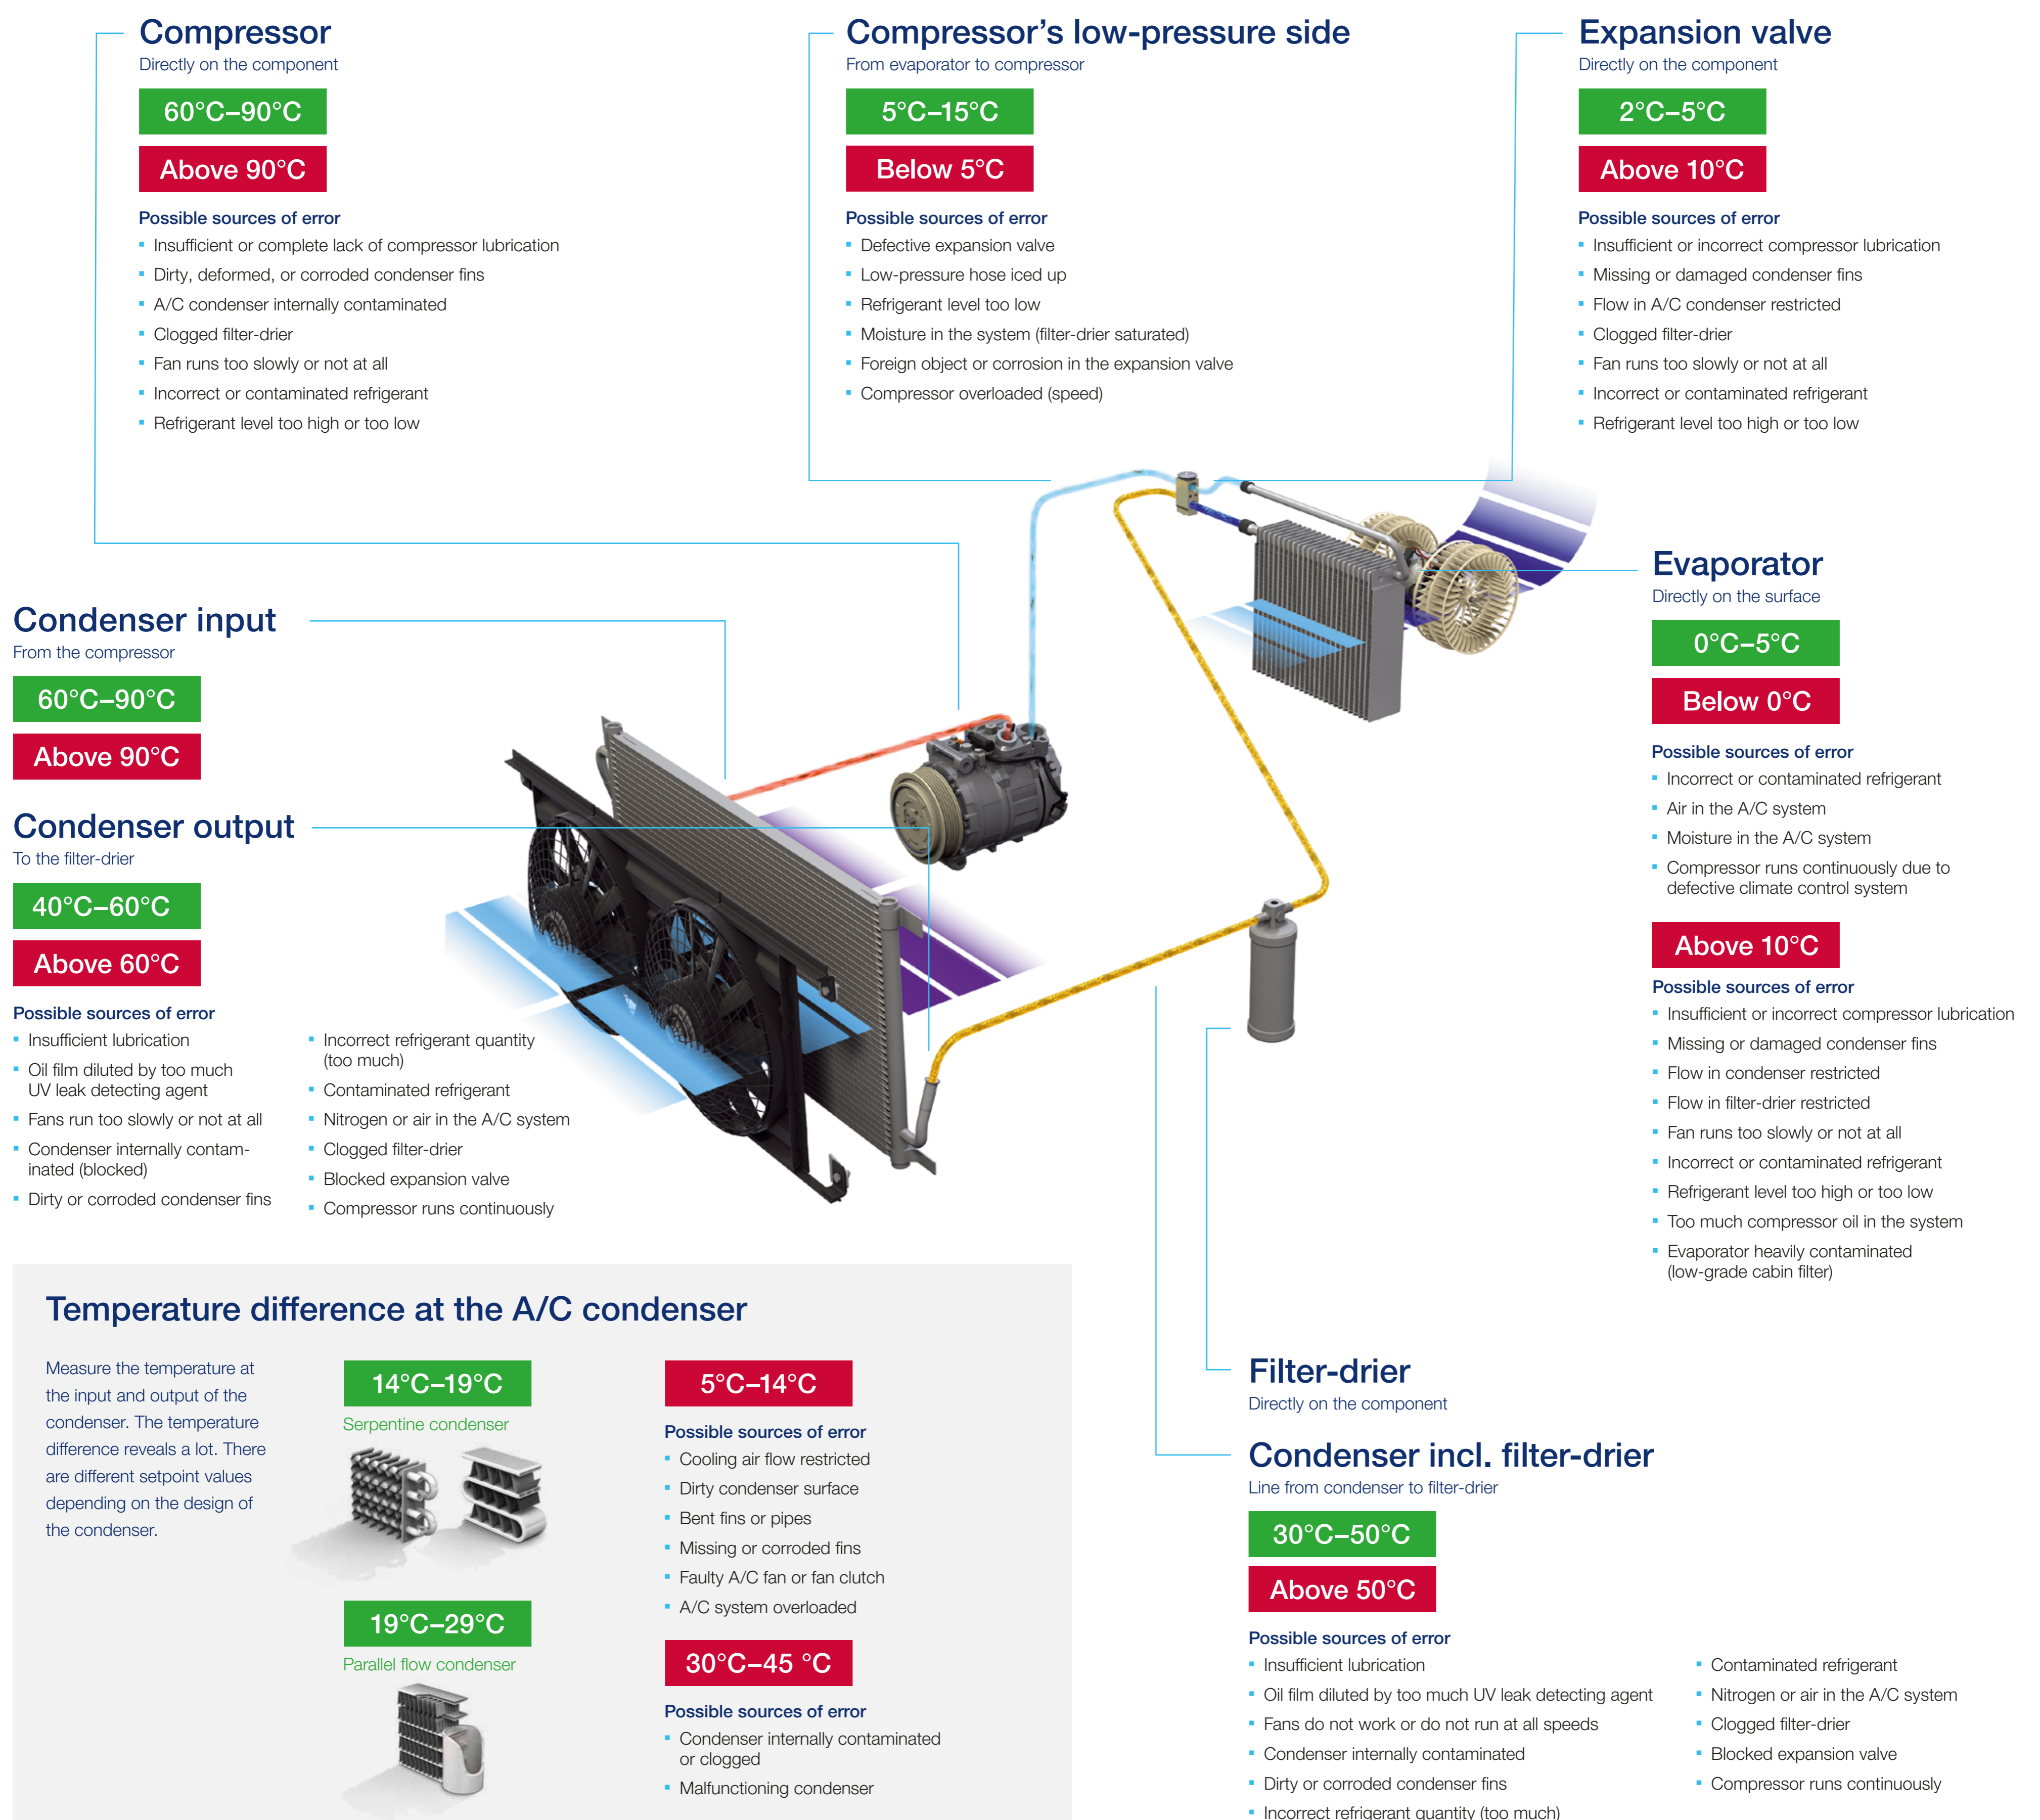 Compressor
Directly on the component
60°C–90°C
Above 90°C
Possible sources of error
▪ Insufficient or complete lack of compressor lubrication
▪ Dirty, deformed, or corroded condenser fins
▪ A/C condenser internally contaminated
▪ Clogged filter-drier
▪ Fan runs too slowly or not at all
▪ Incorrect or contaminated refrigerant
▪ Refrigerant level too high or too low
Compressor’s low-pressure side
From evaporator to compressor
5°C–15°C
Below 5°C
Possible sources of error
▪ Defective expansion valve
▪ Low-pressure hose iced up
▪ Refrigerant level too low
▪ Moisture in the system (filter-drier saturated)
▪ Foreign object or corrosion in the expansion valve
▪ Compressor overloaded (speed)
Expansion valve
Directly on the component
2°C–5°C
Above 10°C
Possible sources of error
▪ Insufficient or incorrect compressor lubrication
▪ Missing or damaged condenser fins
▪ Flow in A/C condenser restricted
▪ Clogged filter-drier
▪ Fan runs too slowly or not at all
▪ Incorrect or contaminated refrigerant
▪ Refrigerant level too high or too low
Condenser input
From the compressor
60°C–90°C
Above 90°C
Condenser output
To the filter-drier
40°C–60°C
Above 60°C
Possible sources of error
▪ Insufficient lubrication
▪ Oil film diluted by too much
UV leak detecting agent
▪ Fans run too slowly or not at all
▪ Condenser internally contam-
inated (blocked)
▪ Dirty or corroded condenser fins
▪ Incorrect refrigerant quantity
(too much)
▪ Contaminated refrigerant
▪ Nitrogen or air in the A/C system
▪ Clogged filter-drier
▪ Blocked expansion valve
▪ Compressor runs continuously
Evaporator
Directly on the surface
0°C–5°C
Below 0°C
Possible sources of error
▪ Incorrect or contaminated refrigerant
▪ Air in the A/C system
▪ Moisture in the A/C system
▪ Compressor runs continuously due to
defective climate control system
Above 10°C
Possible sources of error
▪ Insufficient or incorrect compressor lubrication
▪ Missing or damaged condenser fins
▪ Flow in condenser restricted
▪ Flow in filter-drier restricted
▪ Fan runs too slowly or not at all
▪ Incorrect or contaminated refrigerant
▪ Refrigerant level too high or too low
▪ Too much compressor oil in the system
▪ Evaporator heavily contaminated
(low-grade cabin filter)
Temperature difference at the A/C condenser
Measure the temperature at
the input and output of the
condenser. The temperature
difference reveals a lot. There
are different setpoint values
depending on the design of
the condenser.
14°C–19°C
Serpentine condenser
19°C–29°C
Parallel flow condenser
5°C–14°C
Possible sources of error
▪ Cooling air flow restricted
▪ Dirty condenser surface
▪ Bent fins or pipes
▪ Missing or corroded fins
▪ Faulty A/C fan or fan clutch
▪ A/C system overloaded
30°C–45 °C
Possible sources of error
▪ Condenser internally contaminated
or clogged
▪ Malfunctioning condenser
Filter-drier
Directly on the component
Condenser incl. filter-drier
Line from condenser to filter-drier
30°C–50°C
Above 50°C
Possible sources of error
▪ Insufficient lubrication
▪ Oil film diluted by too much UV leak detecting agent
▪ Fans do not work or do not run at all speeds
▪ Condenser internally contaminated
▪ Dirty or corroded condenser fins
▪ Incorrect refrigerant quantity (too much)
▪ Contaminated refrigerant
▪ Nitrogen or air in the A/C system
▪ Clogged filter-drier
▪ Blocked expansion valve
▪ Compressor runs continuously